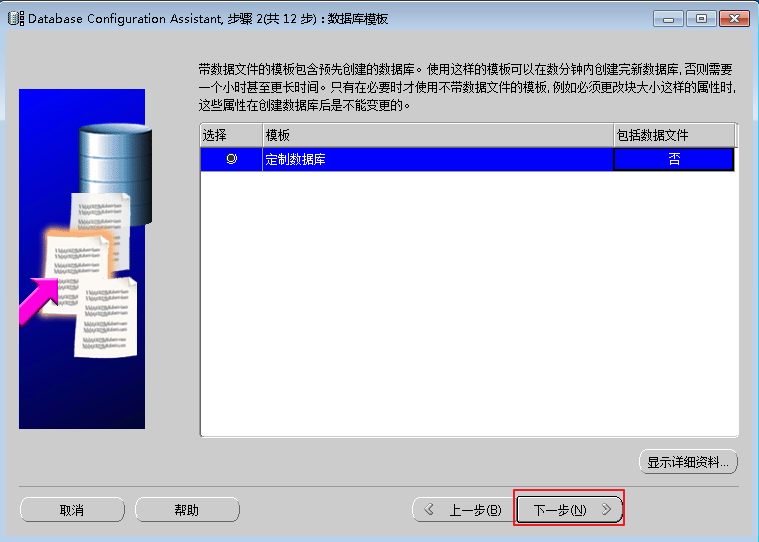 Database Configuration Assistant, 步骤 2(共 12 步) : 数据库模板
带数据文件的模板包含预先创建的数据库。使用这样的模板可以在数分钟内创建完新数据库,否则需要
一个小时甚至更长时间。只有在必要时才使用不带数据文件的模板,例如必须更改块大小这样的属性时,
这些属性在创建数据库后是不能变更的。
选择 模板 包括数据文件
定制数据库 否
显示详细资料...
取消 帮助 上一步(B) 下一步(N)